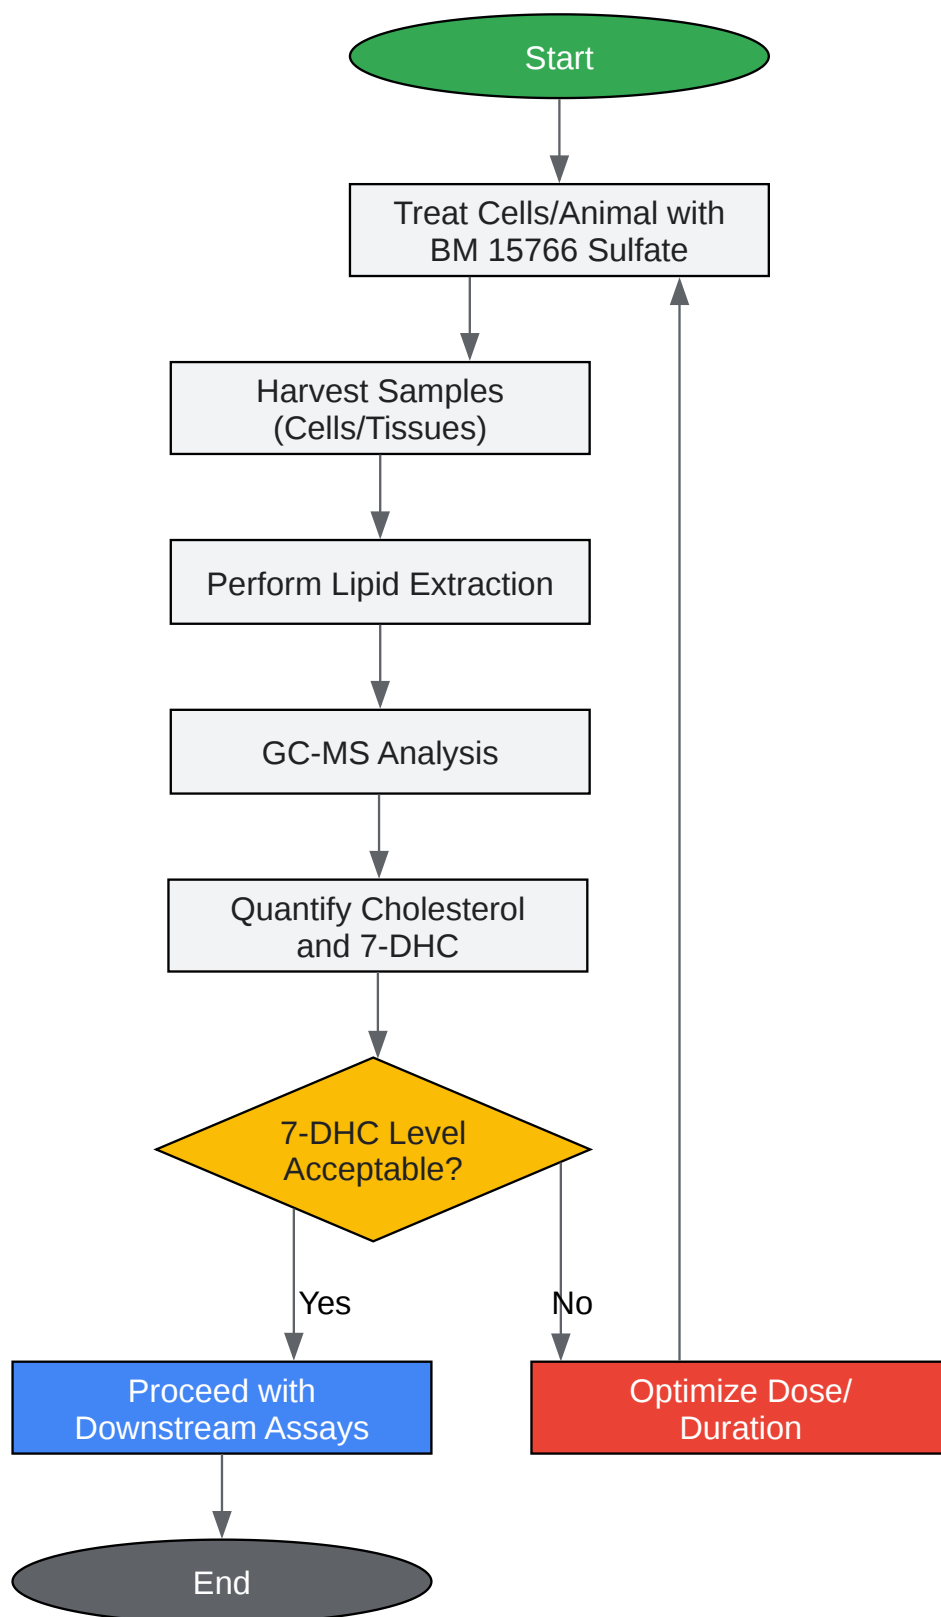 Start
Treat Cells/Animal with
BM 15766 Sulfate
Harvest Samples
(Cells/Tissues)
Perform Lipid Extraction
GC-MS Analysis
Quantify Cholesterol
and 7-DHC
7-DHC Level
Acceptable?
Yes
No
Proceed with
Downstream Assays
Optimize Dose/
Duration
End